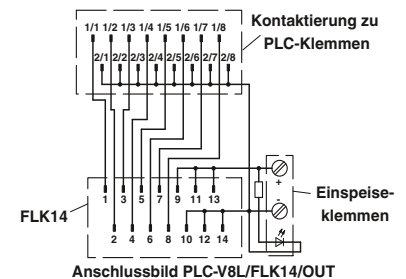 Kontaktierung zu
PLC-Klemmen
1/1 1/2 1/3 1/4 1/5 1/6 1/7 1/8
2/1 2/2 2/3 2/4 2/5 2/6 2/7 2/8
1 3 5 7 9 11 13
+
-
Einspeise-
klemmen
FLK14
2 4 6 8 10 12 14
Anschlussbild PLC-V8L/FLK14/OUT